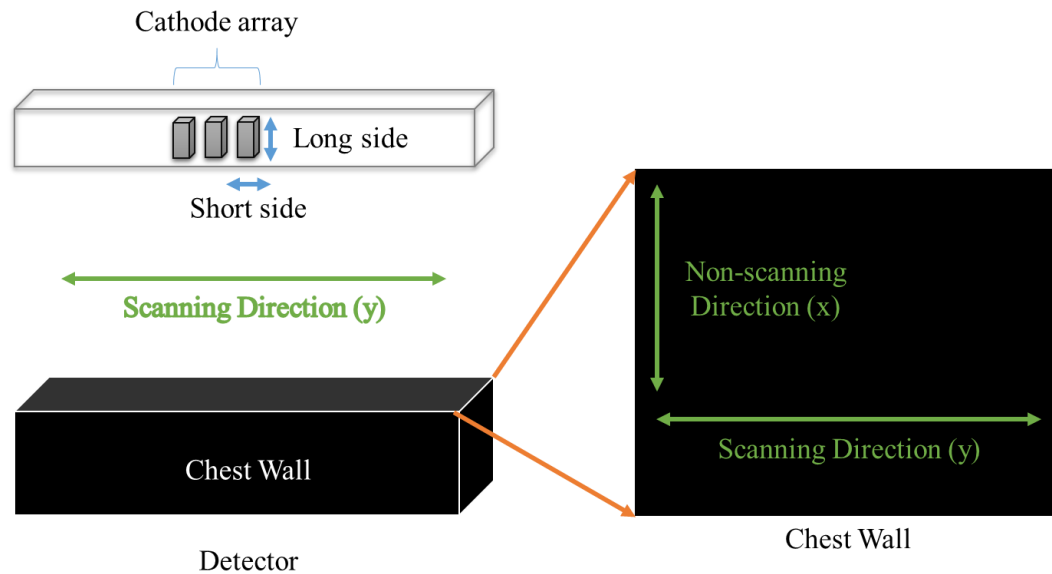 Cathode array
Long side
Short side
Scanning Direction (y)
Chest Wall
Detector
Non-scanning
Direction (x)
Scanning Direction (y)
Chest Wall